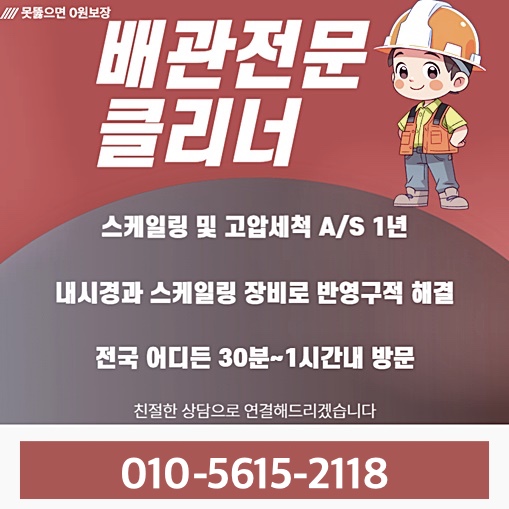 //// 못뚫으면 0원보장
배관전문
클리너
스케일링 및 고압세척 A/S 1년
내시경과 스케일링 장비로 반영구적 해결
전국 어디든 30분~1시간내 방문
친절한 상담으로 연결해드리겠습니다
010-5615-2118